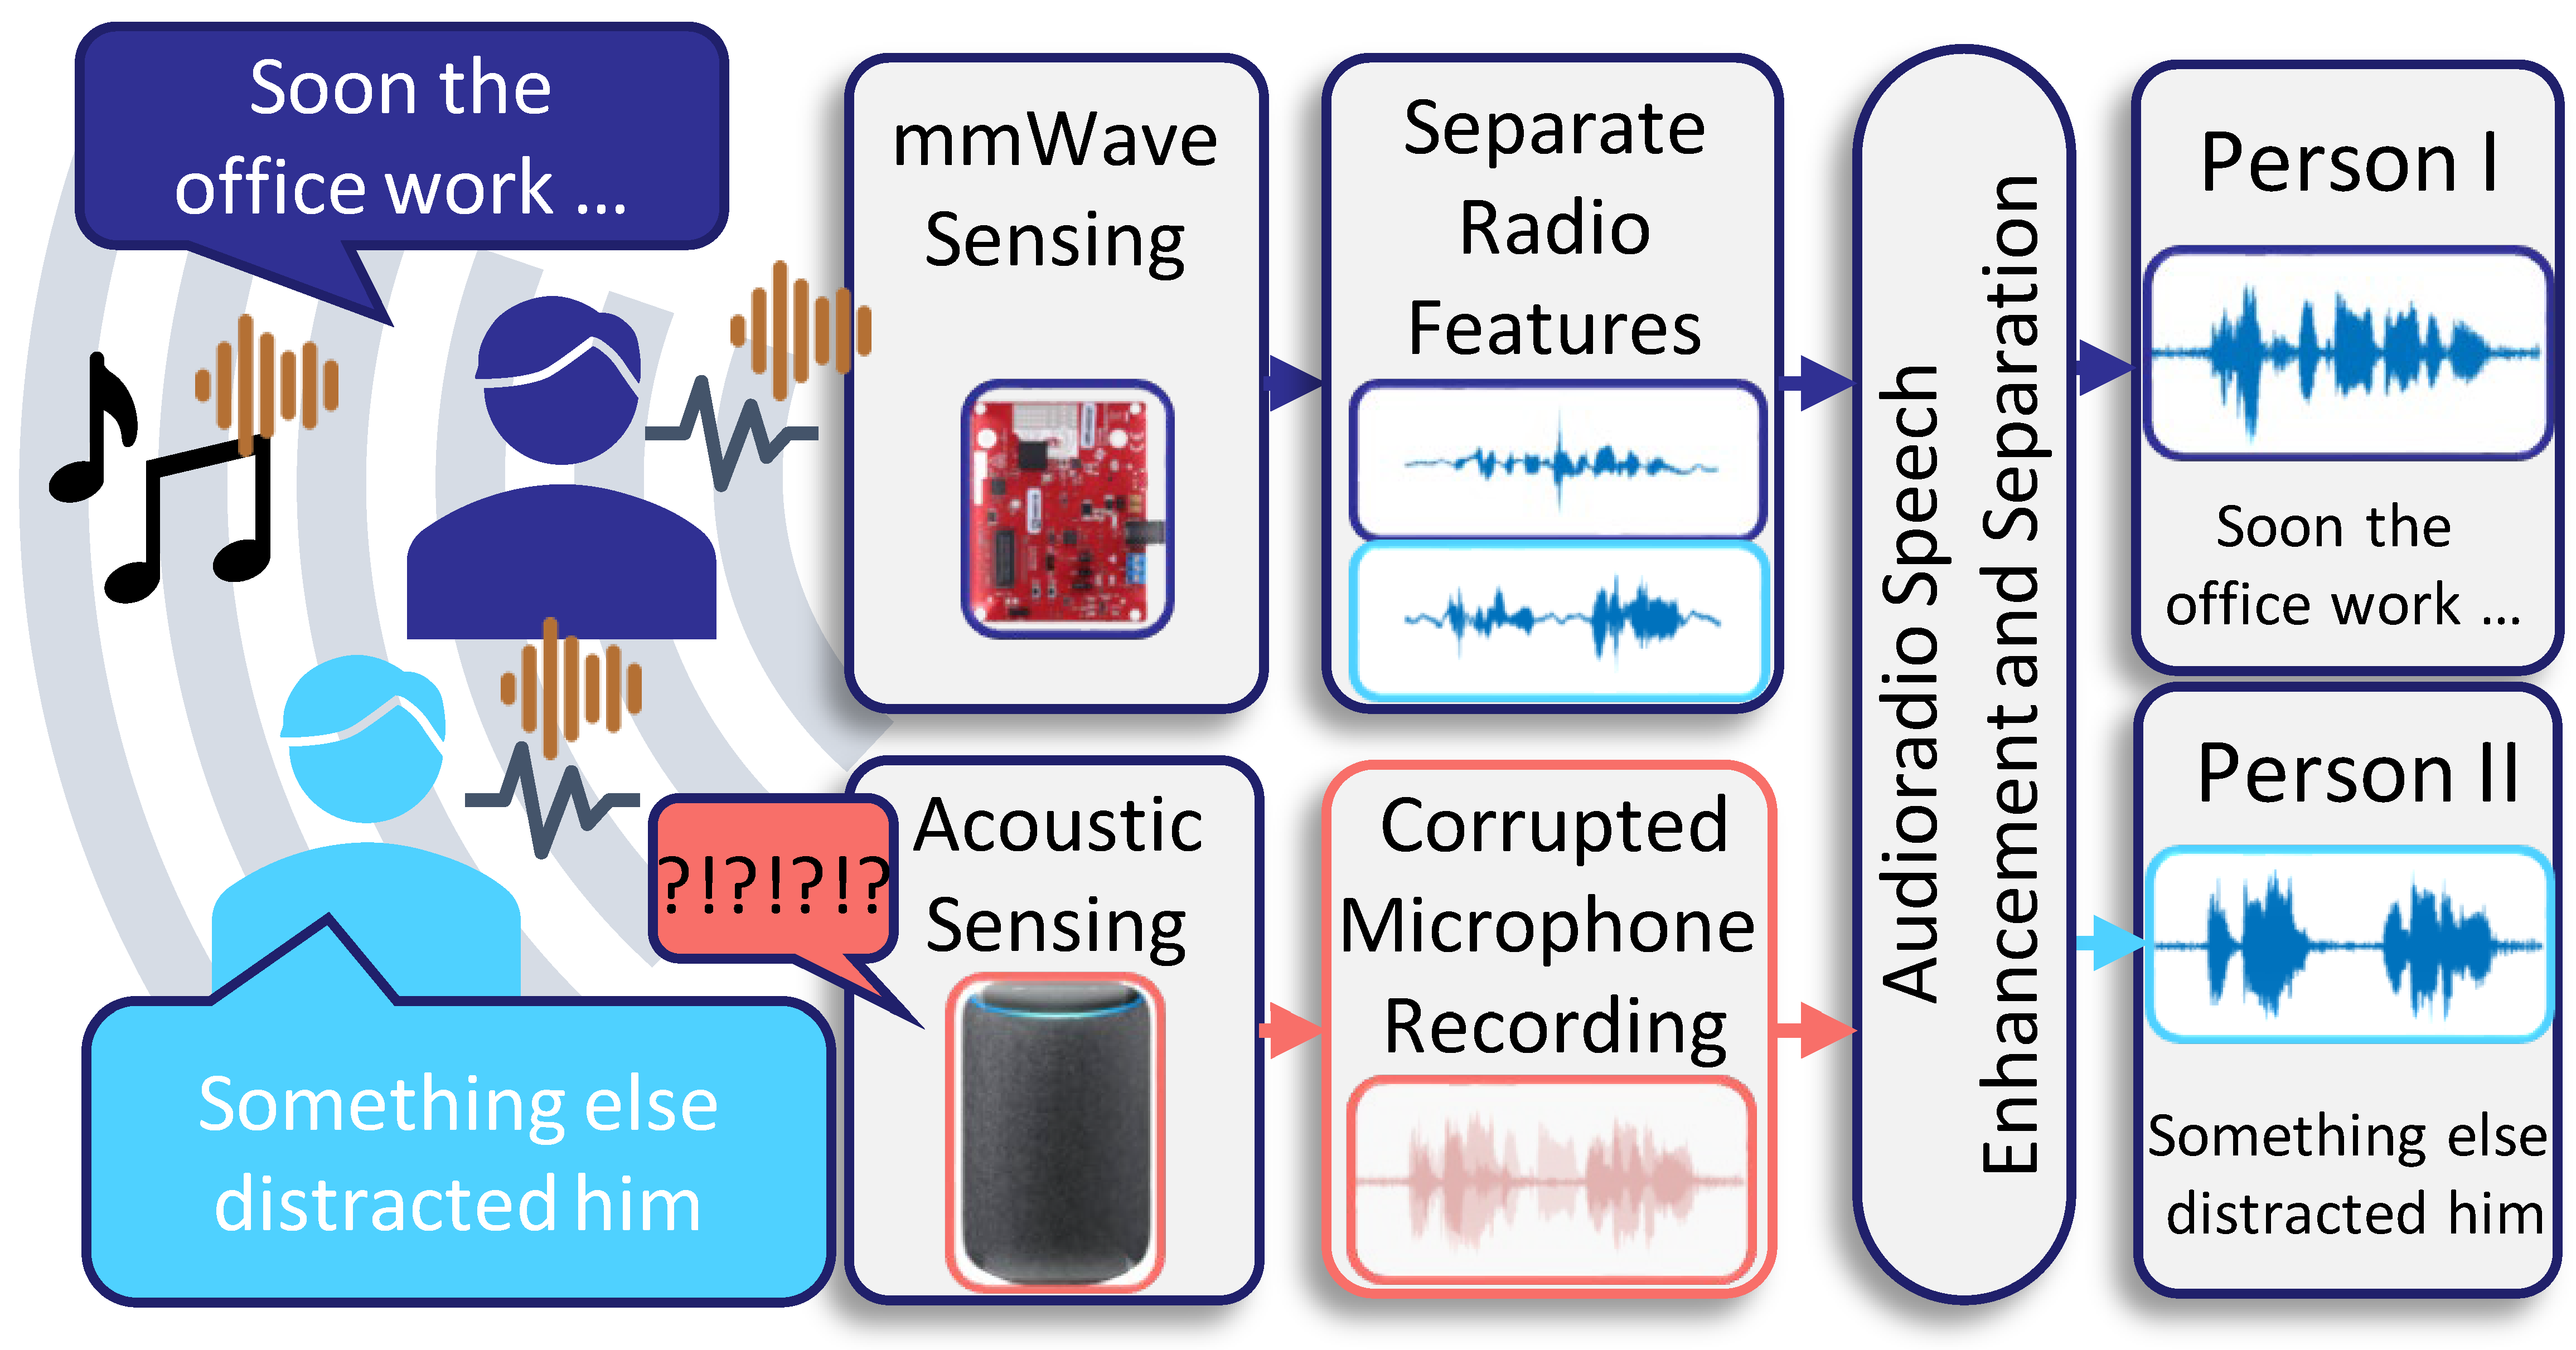 Soon the
office work ...
mmWave
Sensing
Separate
Radio
Features
Audioradio Speech
Enhancement and Separation
Person I
Soon the
office work ...
Something else
distracted him
?!?!?!?
Acoustic
Sensing
Corrupted
Microphone
Recording
Person II
Something else
distracted him